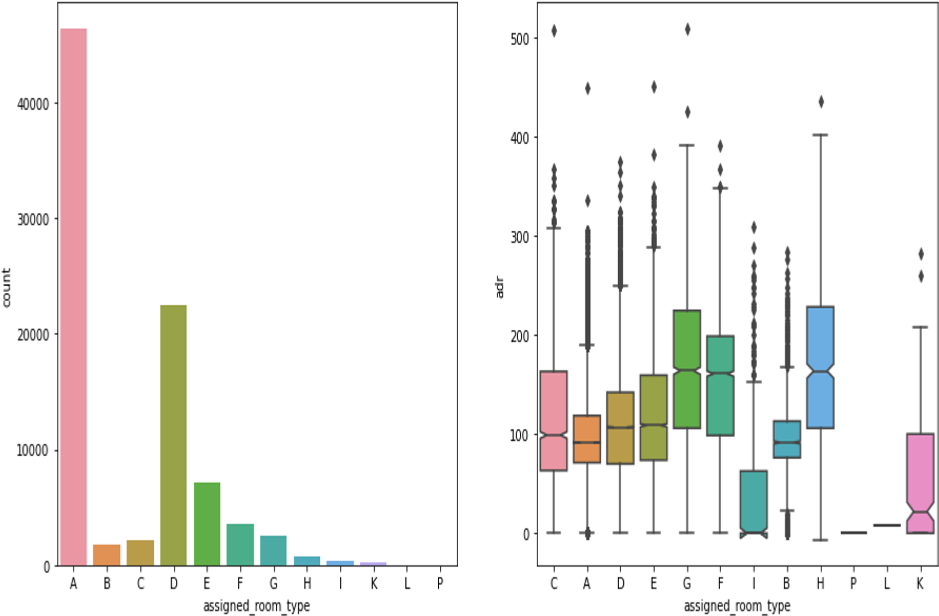 count
40000
30000
20000
10000
0
A B C D E F G H I K L P
assigned_room_type
adr
500
400
300
200
100
0
C A D E G F I B H P L K
assigned_room_type